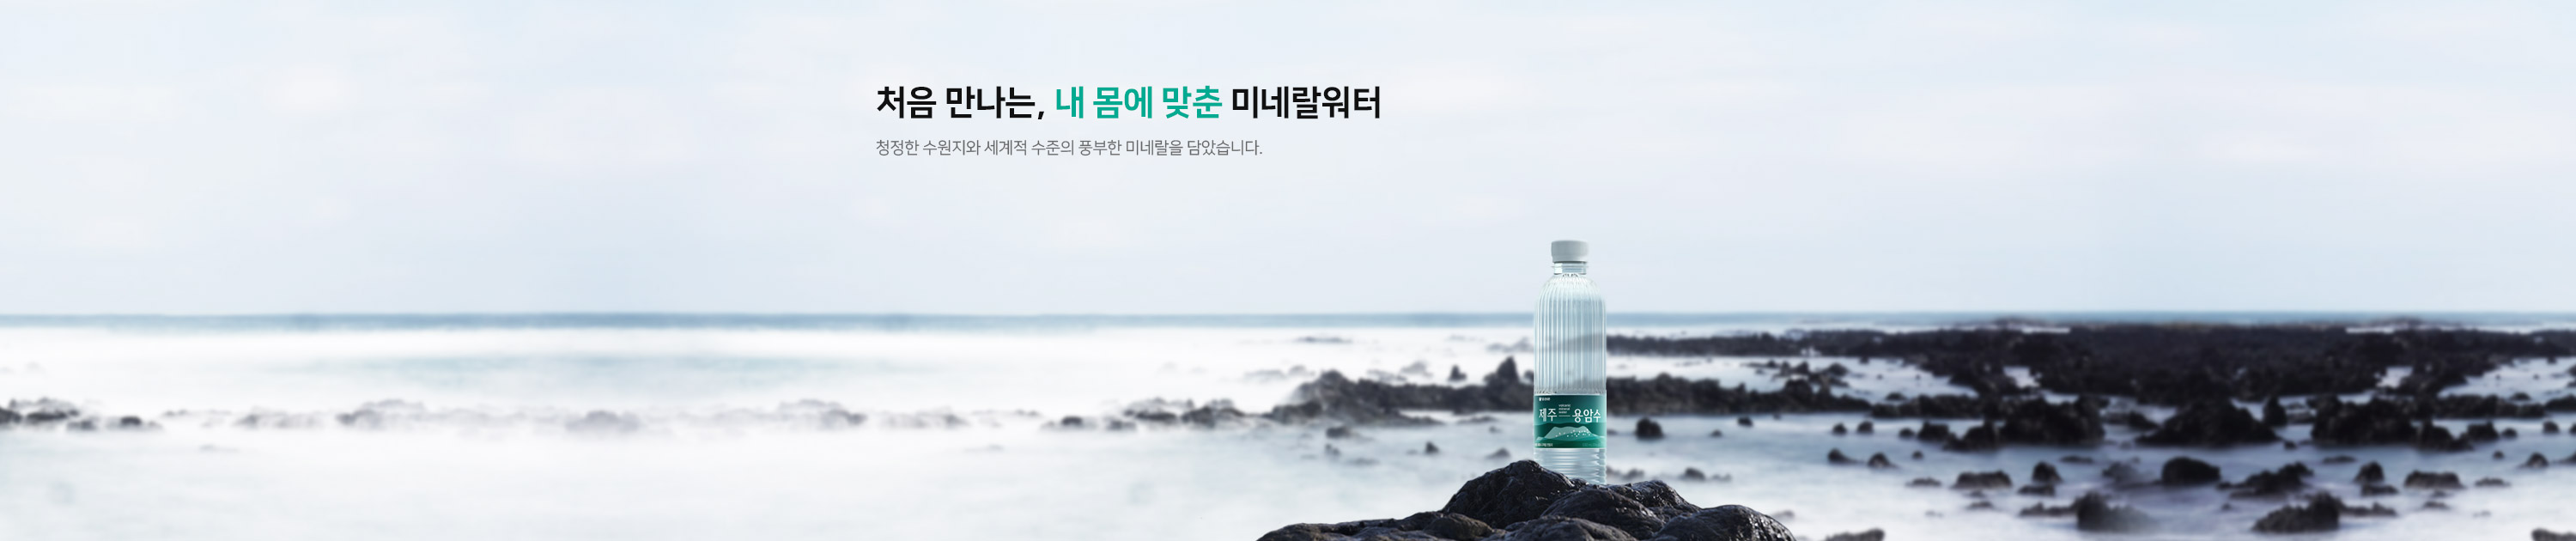 처음 만나는, 내 몸에 맞춘 미네랄워터
청정한 수원지와 세계적 수준의 풍부한 미네랄을 담았습니다.
제주 용암수